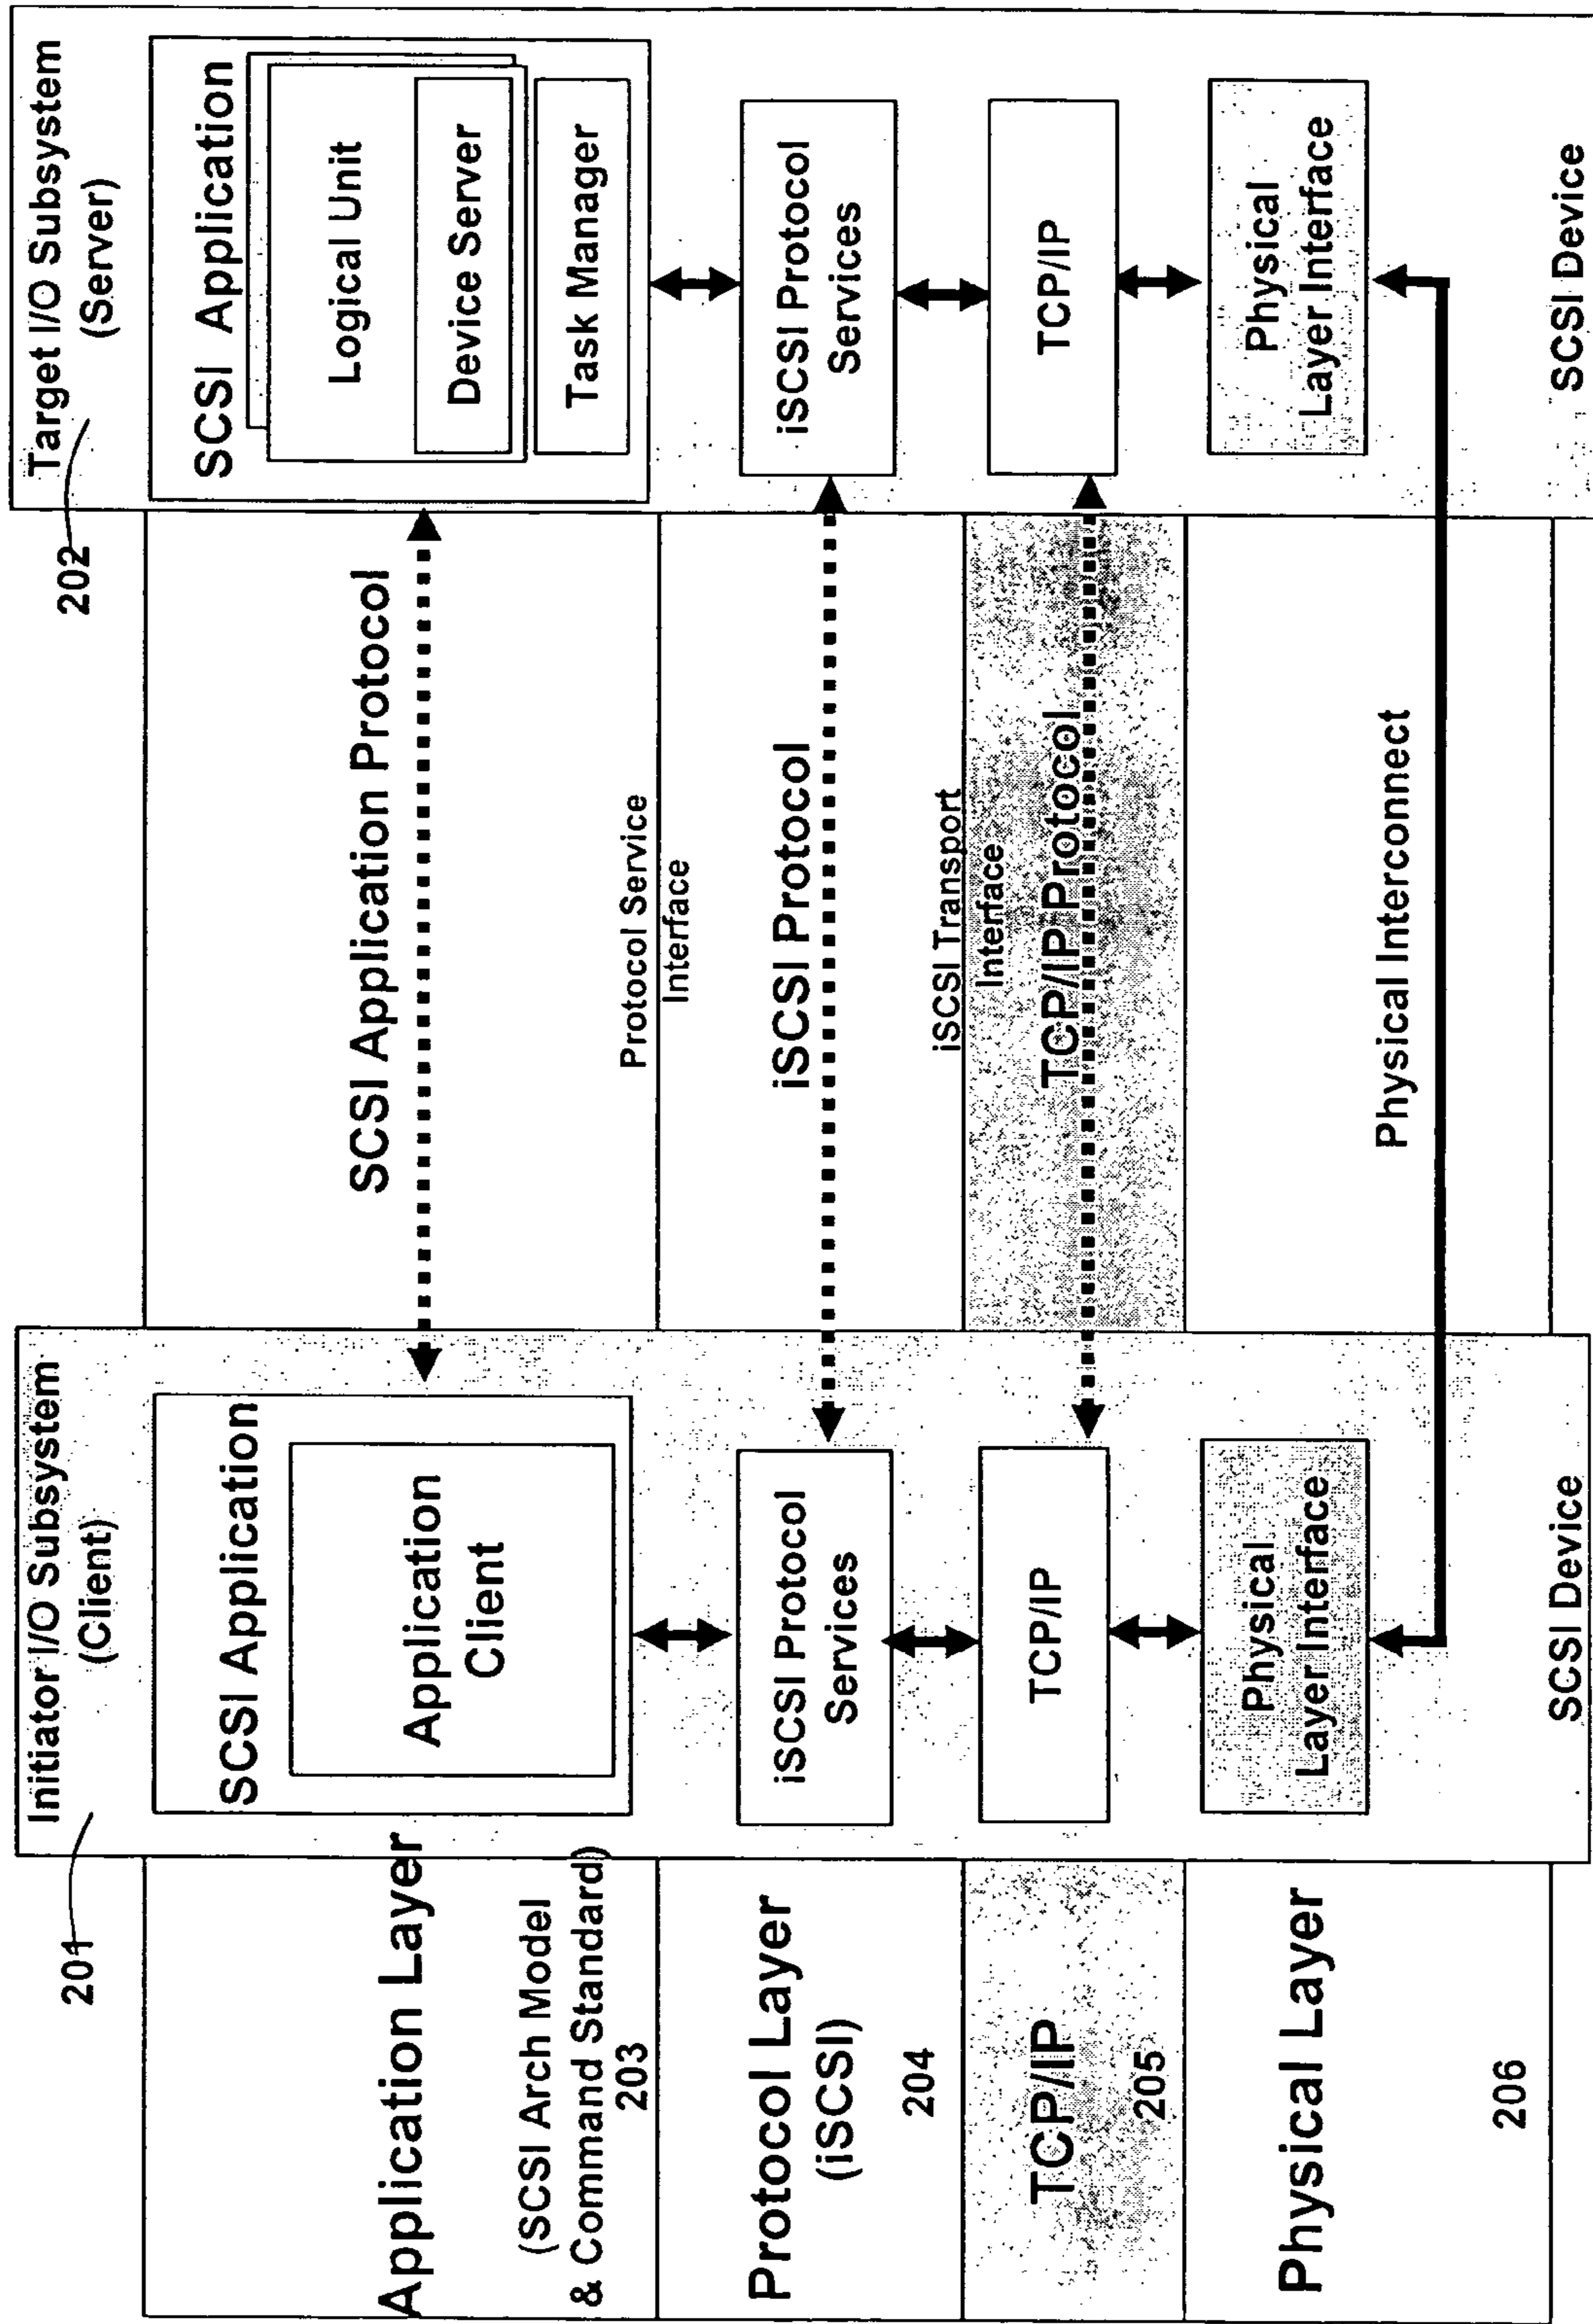 201
Initiator I/O Subsystem
(Client)
202
Target I/O Subsystem
(Server)
Application Layer
(SCSI Arch Model
& Command Standard)
203
SCSI Application
Application
Client
SCSI Application Protocol
SCSI Application
Logical Unit
Device Server
Task Manager
Protocol Service
Interface
Protocol Layer
(iSCSI)
204
iSCSI Protocol
Services
iSCSI Protocol
iSCSI Protocol
Services
iSCSI Transport
Interface
TCP/IP
205
TCP/IP
TCP/IP Protocol
TCP/IP
Physical Layer
206
Physical
Layer Interface
Physical Interconnect
Physical
Layer Interface
SCSI Device
SCSI Device